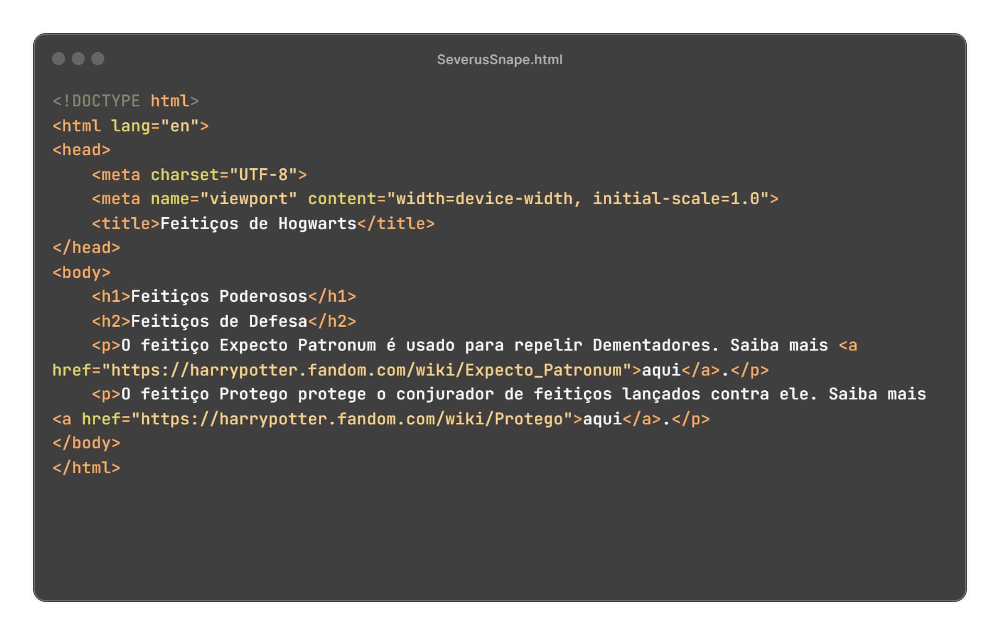 SeverusSnape.html
<!DOCTYPE html>
<html lang="en">
<head>
    <meta charset="UTF-8">
    <meta name="viewport" content="width=device-width, initial-scale=1.0">
    <title>Feitiços de Hogwarts</title>
</head>
<body>
    <h1>Feitiços Poderosos</h1>
    <h2>Feitiços de Defesa</h2>
    <p>O feitiço Expecto Patronum é usado para repelir Dementadores. Saiba mais <a
href="https://harrypotter.fandom.com/wiki/Expecto_Patronum">aqui</a>.</p>
    <p>O feitiço Protego protege o conjurador de feitiços lançados contra ele. Saiba mais
<a href="https://harrypotter.fandom.com/wiki/Protego">aqui</a>.</p>
</body>
</html>